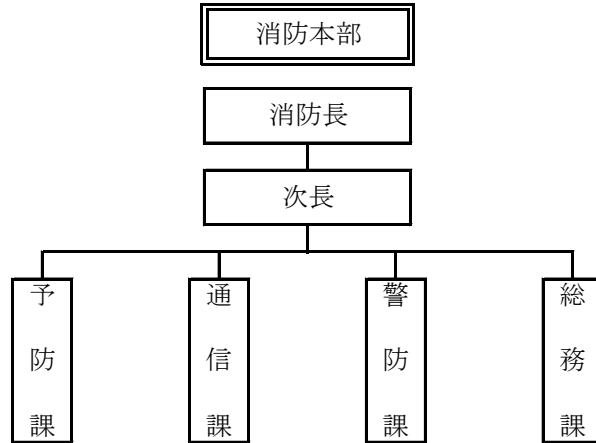 消防本部
消防長
次長
予防課
通信課
警防課
総務課